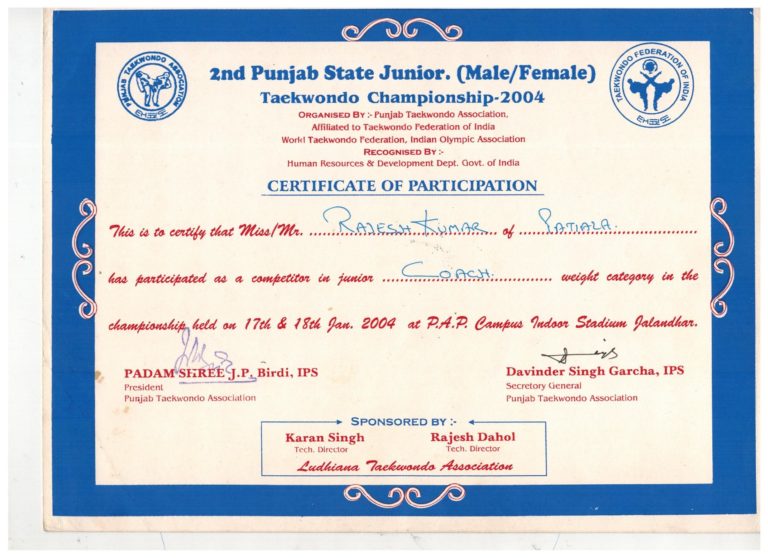 PUNJAB TAEKWONDO ASSOCIATION
TAEKWONDO FEDERATION OF INDIA
2nd Punjab State Junior. (Male/Female)
Taekwondo Championship-2004
ORGANISED BY :- Punjab Taekwondo Association,
Affiliated to Taekwondo Federation of India
World Taekwondo Federation, Indian Olympic Association
RECOGNISED BY :-
Human Resources & Development Dept. Govt. of India
CERTIFICATE OF PARTICIPATION
This is to certify that Miss/Mr. RAJESH KUMAR of PATIALA.
has participated as a competitor in junior COACH. weight category in the
championship held on 17th & 18th Jan. 2004 at P.A.P. Campus Indoor Stadium Jalandhar.
PADAM SHREE J.P. Birdi, IPS
President
Punjab Taekwondo Association
Davinder Singh Garcha, IPS
Secretary General
Punjab Taekwondo Association
SPONSORED BY :-
Karan Singh
Tech. Director
Rajesh Dahol
Tech. Director
Ludhiana Taekwondo Association